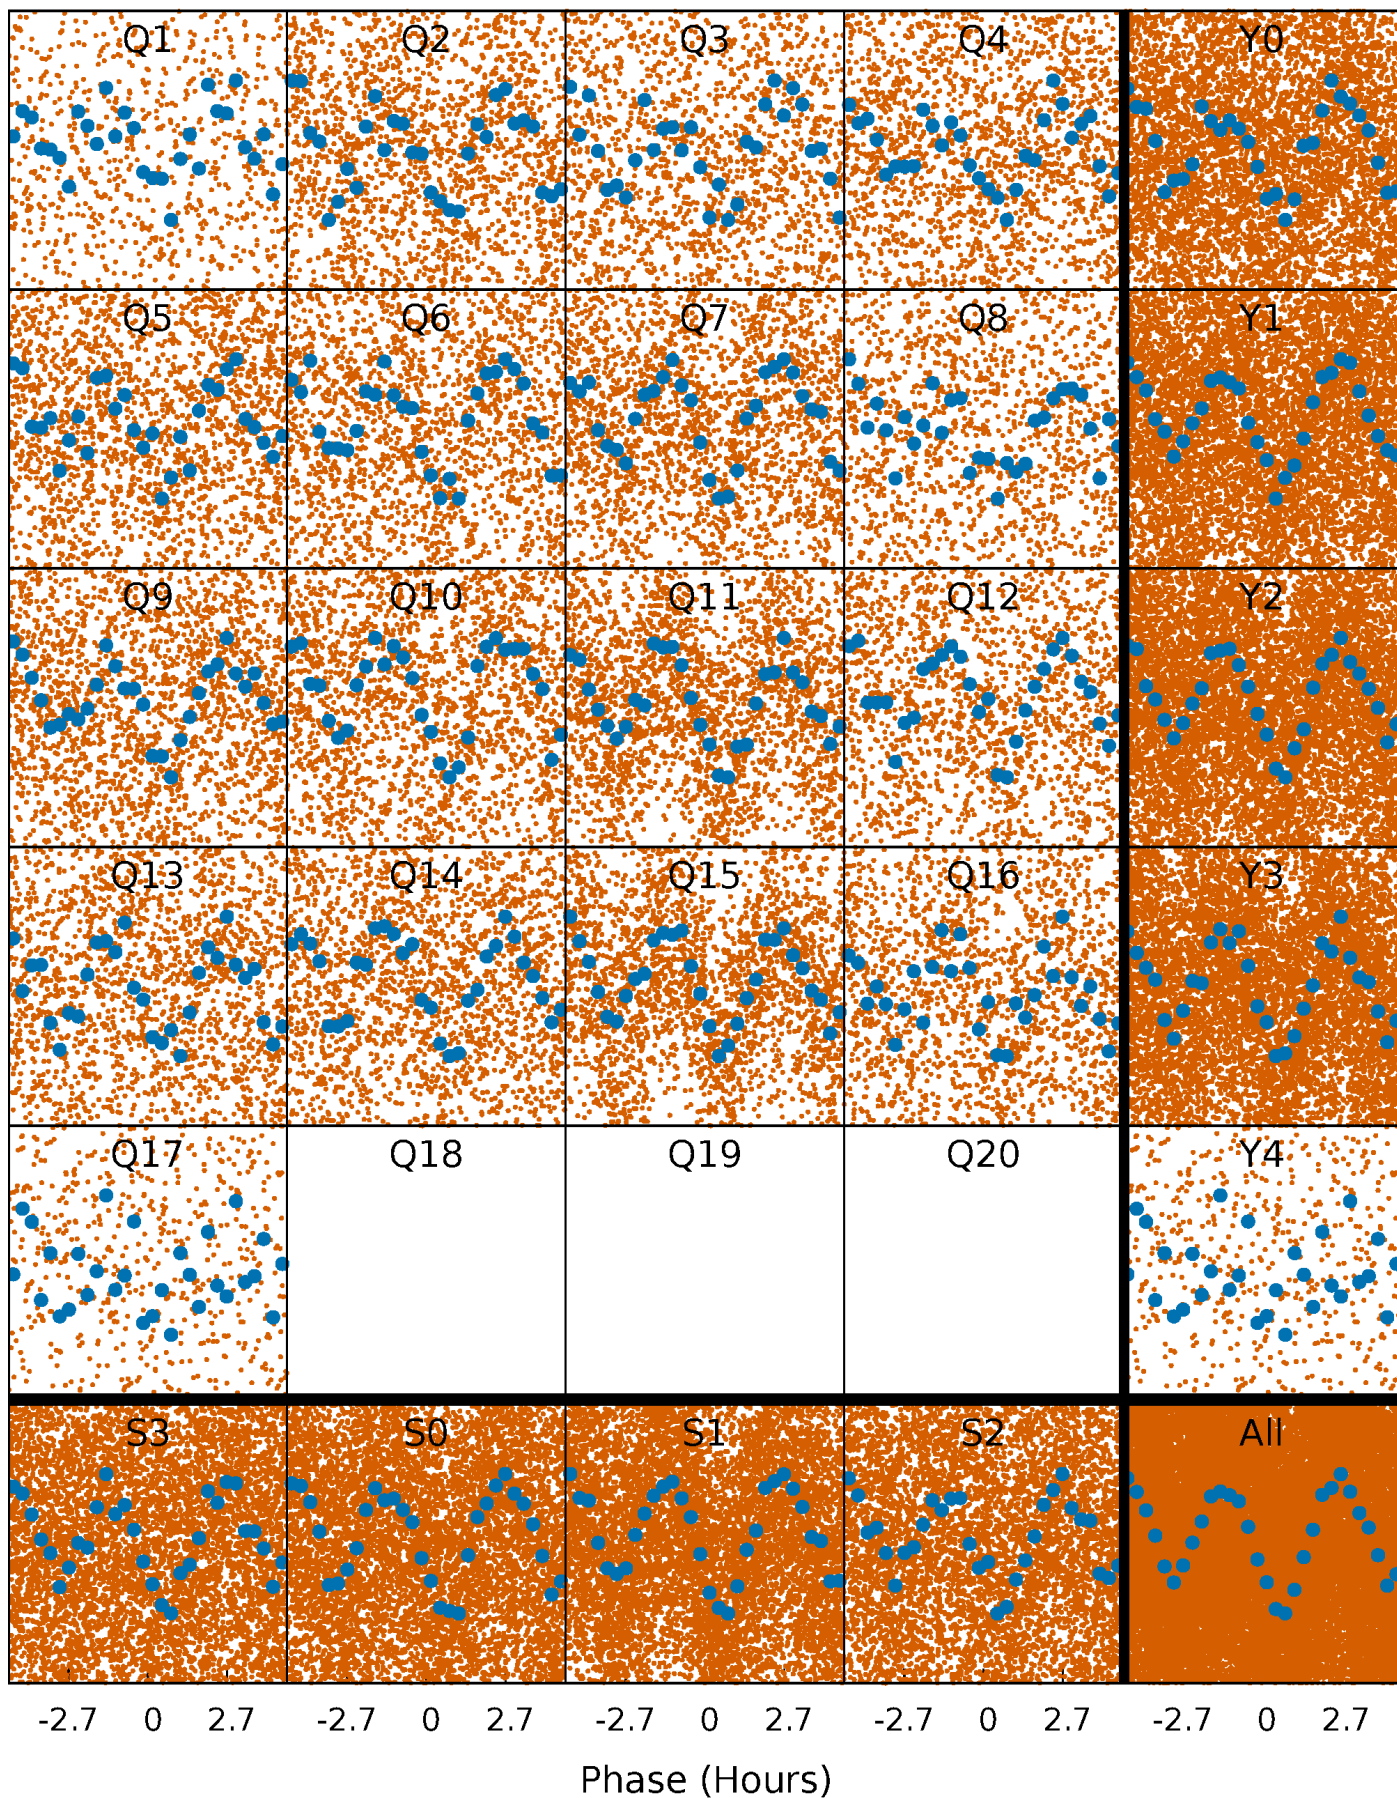 Q1 Q2 Q3 Q4 Y0
Q5 Q6 Q7 Q8 Y1
Q9 Q10 Q11 Q12 Y2
Q13 Q14 Q15 Q16 Y3
Q17 Q18 Q19 Q20 Y4
S3 S0 S1 S2 All
-2.7 0 2.7 -2.7 0 2.7 -2.7 0 2.7 -2.7 0 2.7 -2.7 0 2.7
Phase (Hours)